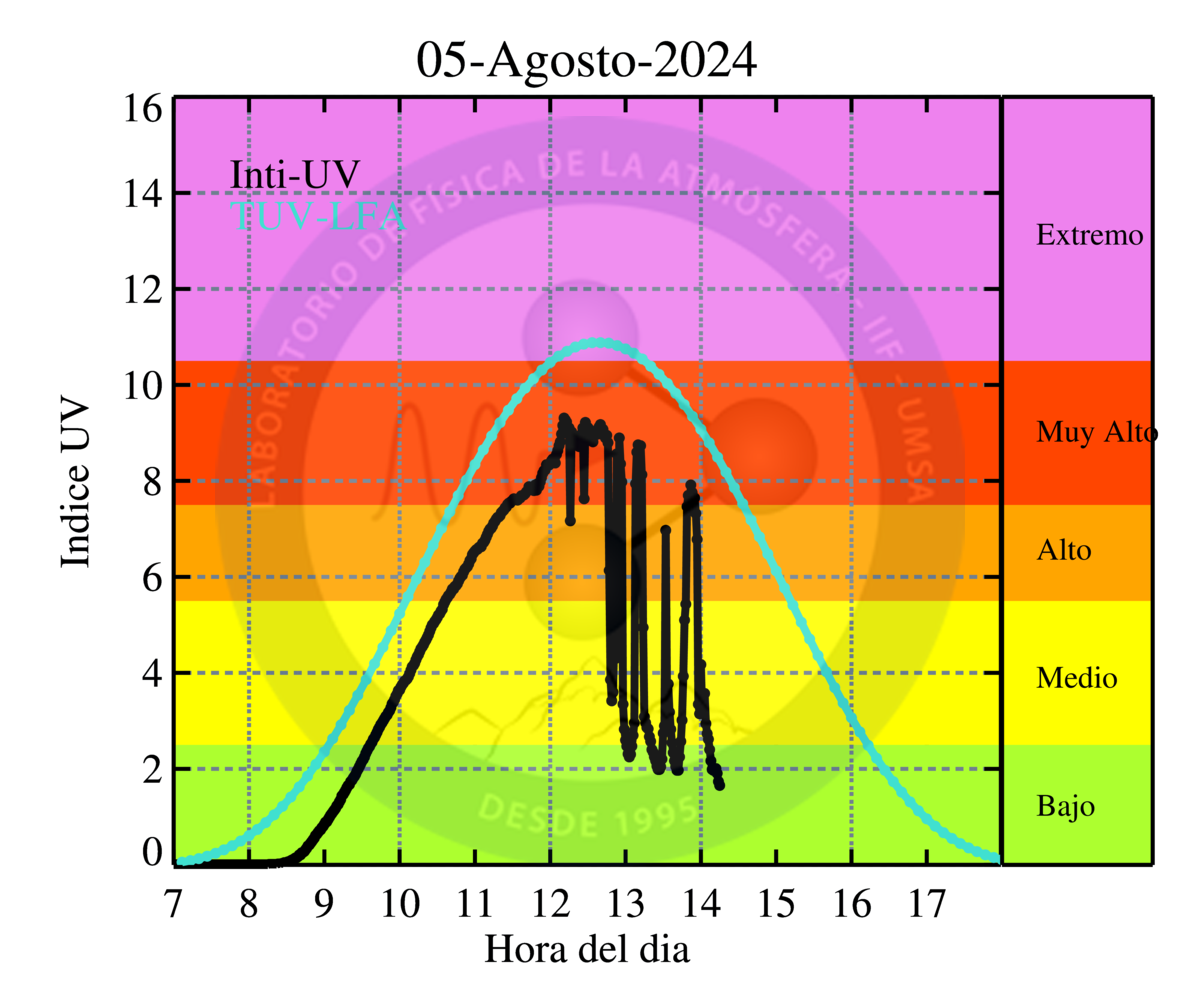 05-Agosto-2024
Inti-UV
TUV-LFA
LABORATORIO DE FÍSICA DE LA ATMÓSFERA - IIF - UMSA
DESDE 1995
Indice UV
16
14
12
10
8
6
4
2
0
Extremo
Muy Alto
Alto
Medio
Bajo
7 8 9 10 11 12 13 14 15 16 17
Hora del dia